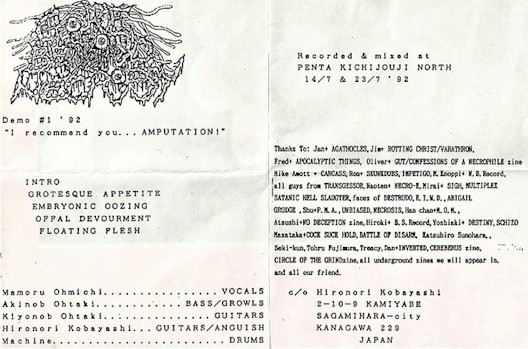 Demo #1 '92
"I recommend you... AMPUTATION!"
INTRO
GROTESQUE APPETITE
EMBRYONIC OOZING
OFFAL DEVOURMENT
FLOATING FLESH
Mamoru Ohmichi............VOCALS
Akinob Ohtaki......BASS/GROWLS
Kiyonob Ohtaki............GUITARS
Hironori Kobayashi...GUITARS/ANGUISH
Machine....................DRUMS
Recorded & mixed at
PENTA KICHIJOUJI NORTH
14/7 & 23/7 '92
Thanks To: Jan+ AGATHOCLES, Jim+ ROTTING CHIRST/VARATHRON,
Fred+ APOCALYPTIC THINGS, Oliver+ GUT/CONFESSIONS OF A NECROPHILE zine
Mike Amott + CARCASS, Ron+ IMPETIGO, M.Knoppi+ N.B.Record,
all guys from TRANSGESSOR, Naoten+ NECRO-E, Mirai+ SIGH, MULTIPLEX
SATANIC HELL SLAUGTER, faces of DESTRUDO, R.I.N.D., ABIGAIL
GRUDGE ,Sho+P.M.A., UNBIASED, NECROSIS, Han chan+M.O.M.,
Atsushi+NO DECEPTION zine, Hiroki+ B.S.Record, Yoshiaki+ DESTINY, SCHIZO
Masataka+COCK SUCK HOLD, BATTLE OF DISARM, Katsuhiro Sunohara,,
Seki-kun, Tohru Fujimura, Treacy, Dan+INVERTED, CEREBEUS zine,
CIRCLE OF THE GRINDzine, all underground zines we will appear in,
and all our friend.
c/o Hironori Kobayashi
2-10-9 KAMIYABE
SAGAMIHARA-city
KANAGAWA 229
JAPAN